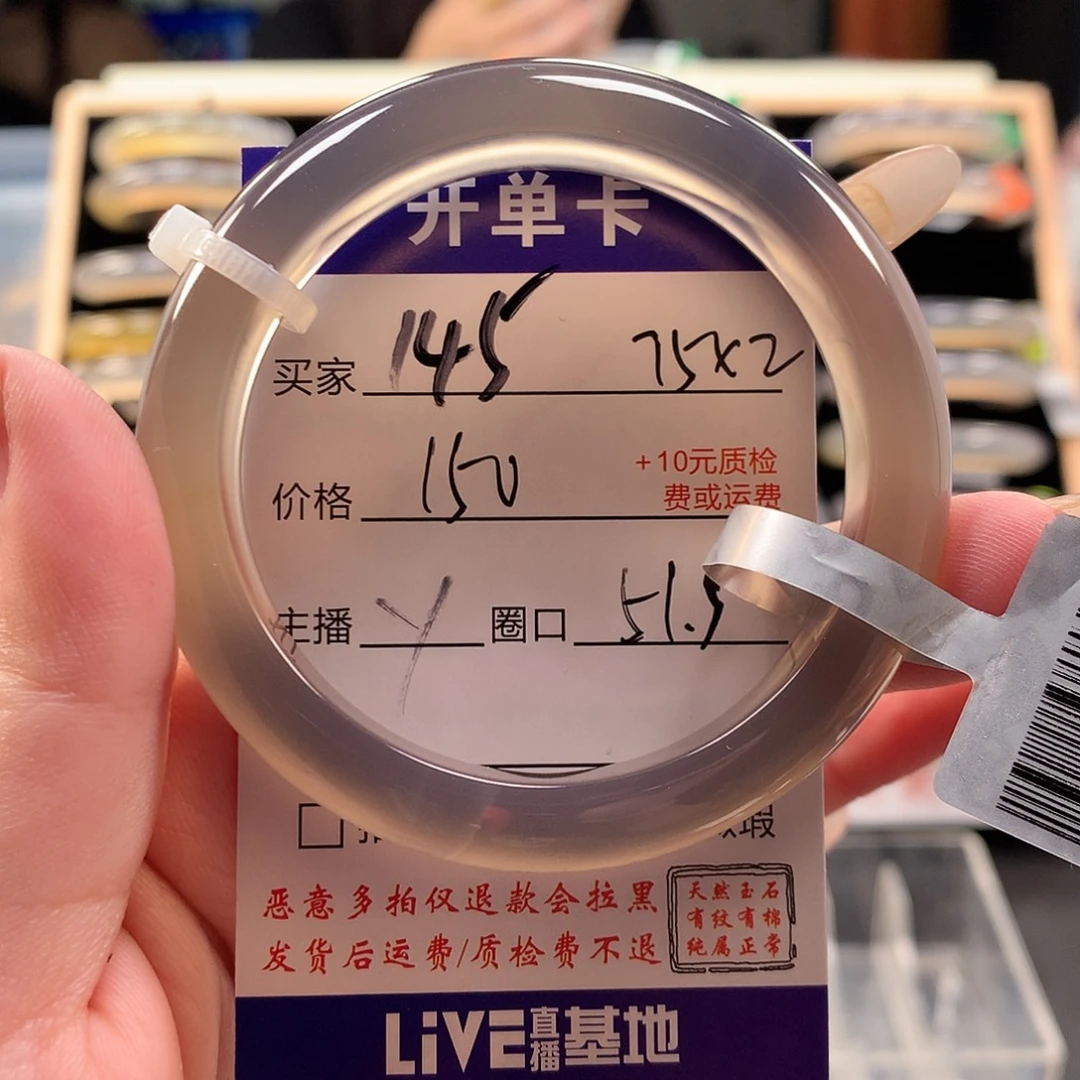 开单卡
买家 145 75x2
价格 150 +10元质检
费或运费
主播 Y 圈口 51.5
瑕
恶意多拍仅退款会拉黑
发货后运费/质检费不退
天然玉石
有纹有棉
纯属正常
LiVE直播基地